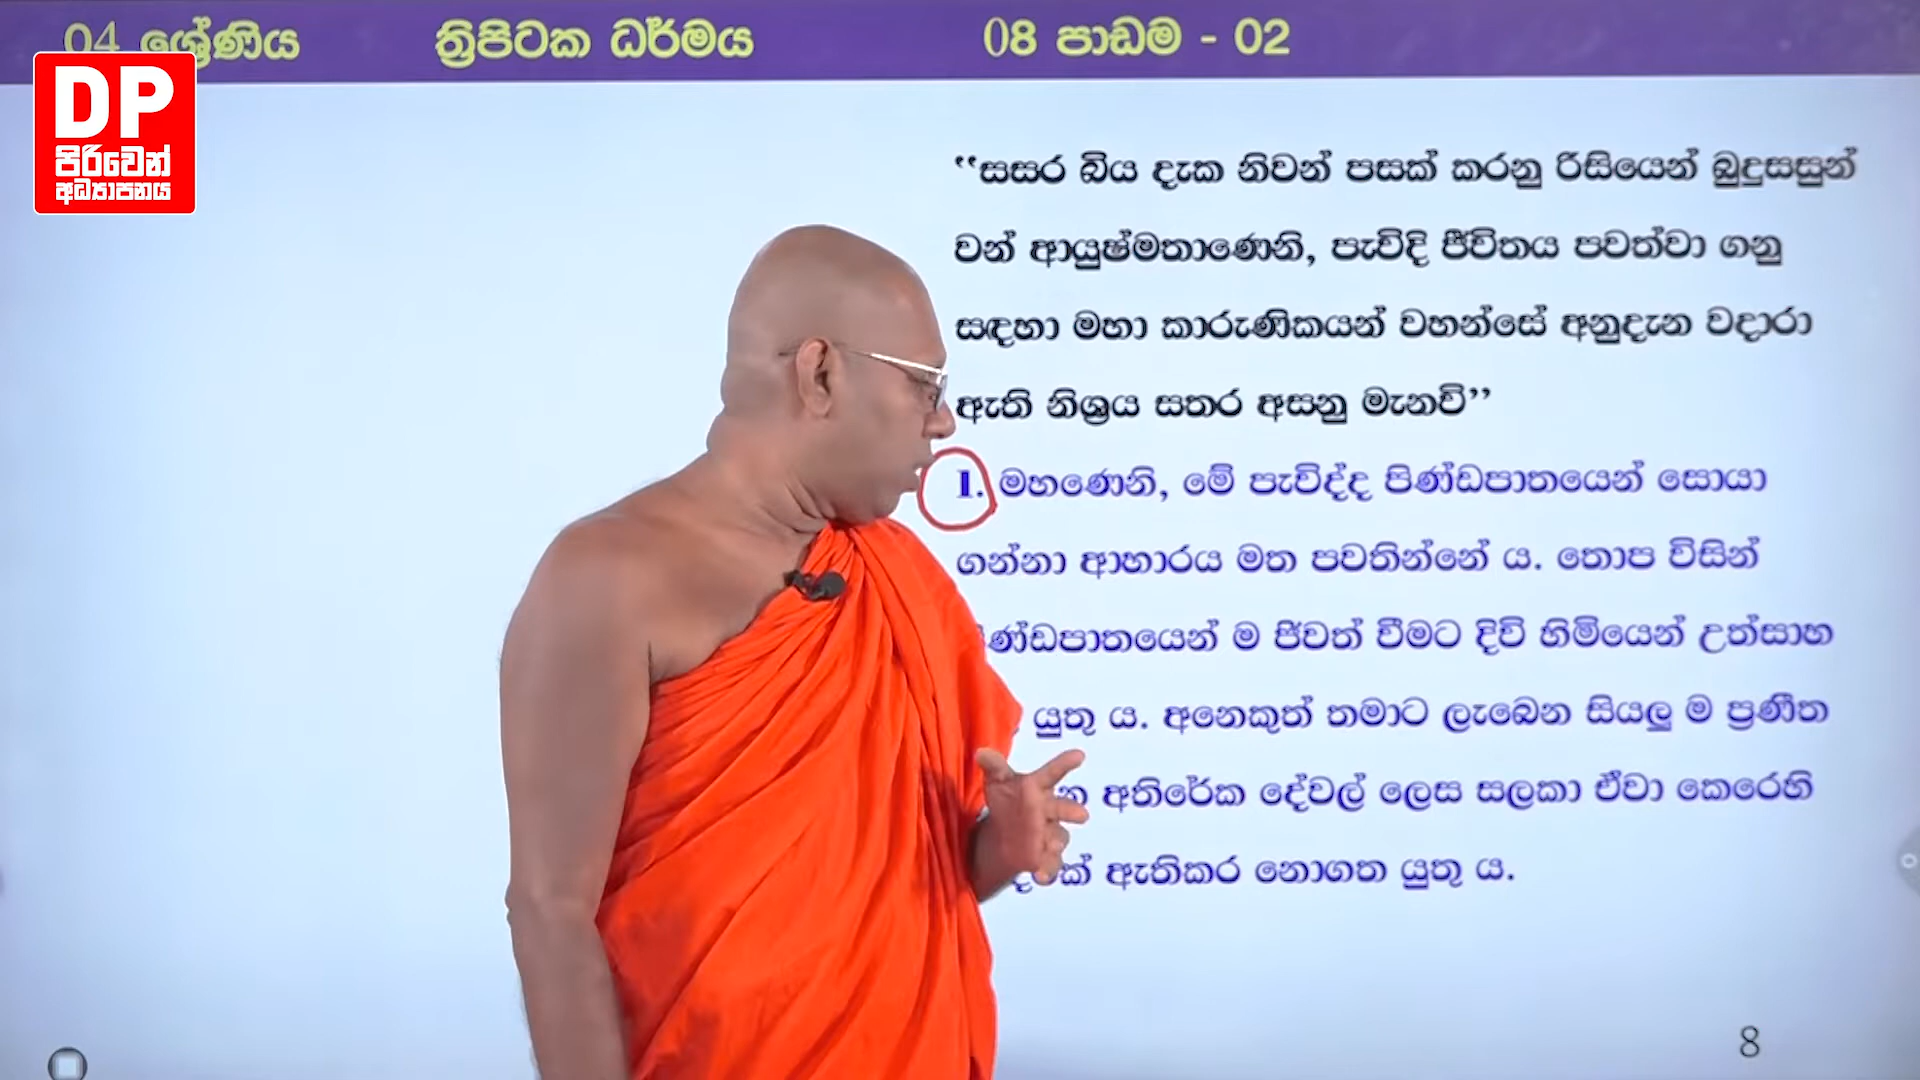 04 ශ්‍රේණිය ත්‍රිපිටක ධර්මය 08 පාඩම - 02
DP
පිරිවෙන්
අධ්‍යාපනය
“සසර බිය දැක නිවන් පසක් කරනු රිසියෙන් බුදුසසුන්
වන් ආයුෂ්මතාණෙනි, පැවිදි ජීවිතය පවත්වා ගනු
සඳහා මහා කාරුණිකයන් වහන්සේ අනුදැන වදාරා
ඇති නිශ්‍රය සතර අසනු මැනවි”
1. මහණෙනි, මේ පැවිද්ද පිණ්ඩපාතයෙන් සොයා
ගන්නා ආහාරය මත පවතින්නේ ය. තොප විසින්
ණ්ඩපාතයෙන් ම ජීවත් වීමට දිවි හිමියෙන් උත්සාහ
යුතු ය. අනෙකුත් තමාට ලැබෙන සියලු ම ප්‍රණීත
අතිරේක දේවල් ලෙස සලකා ඒවා කෙරෙහි
ඇතිකර නොගත යුතු ය.
8